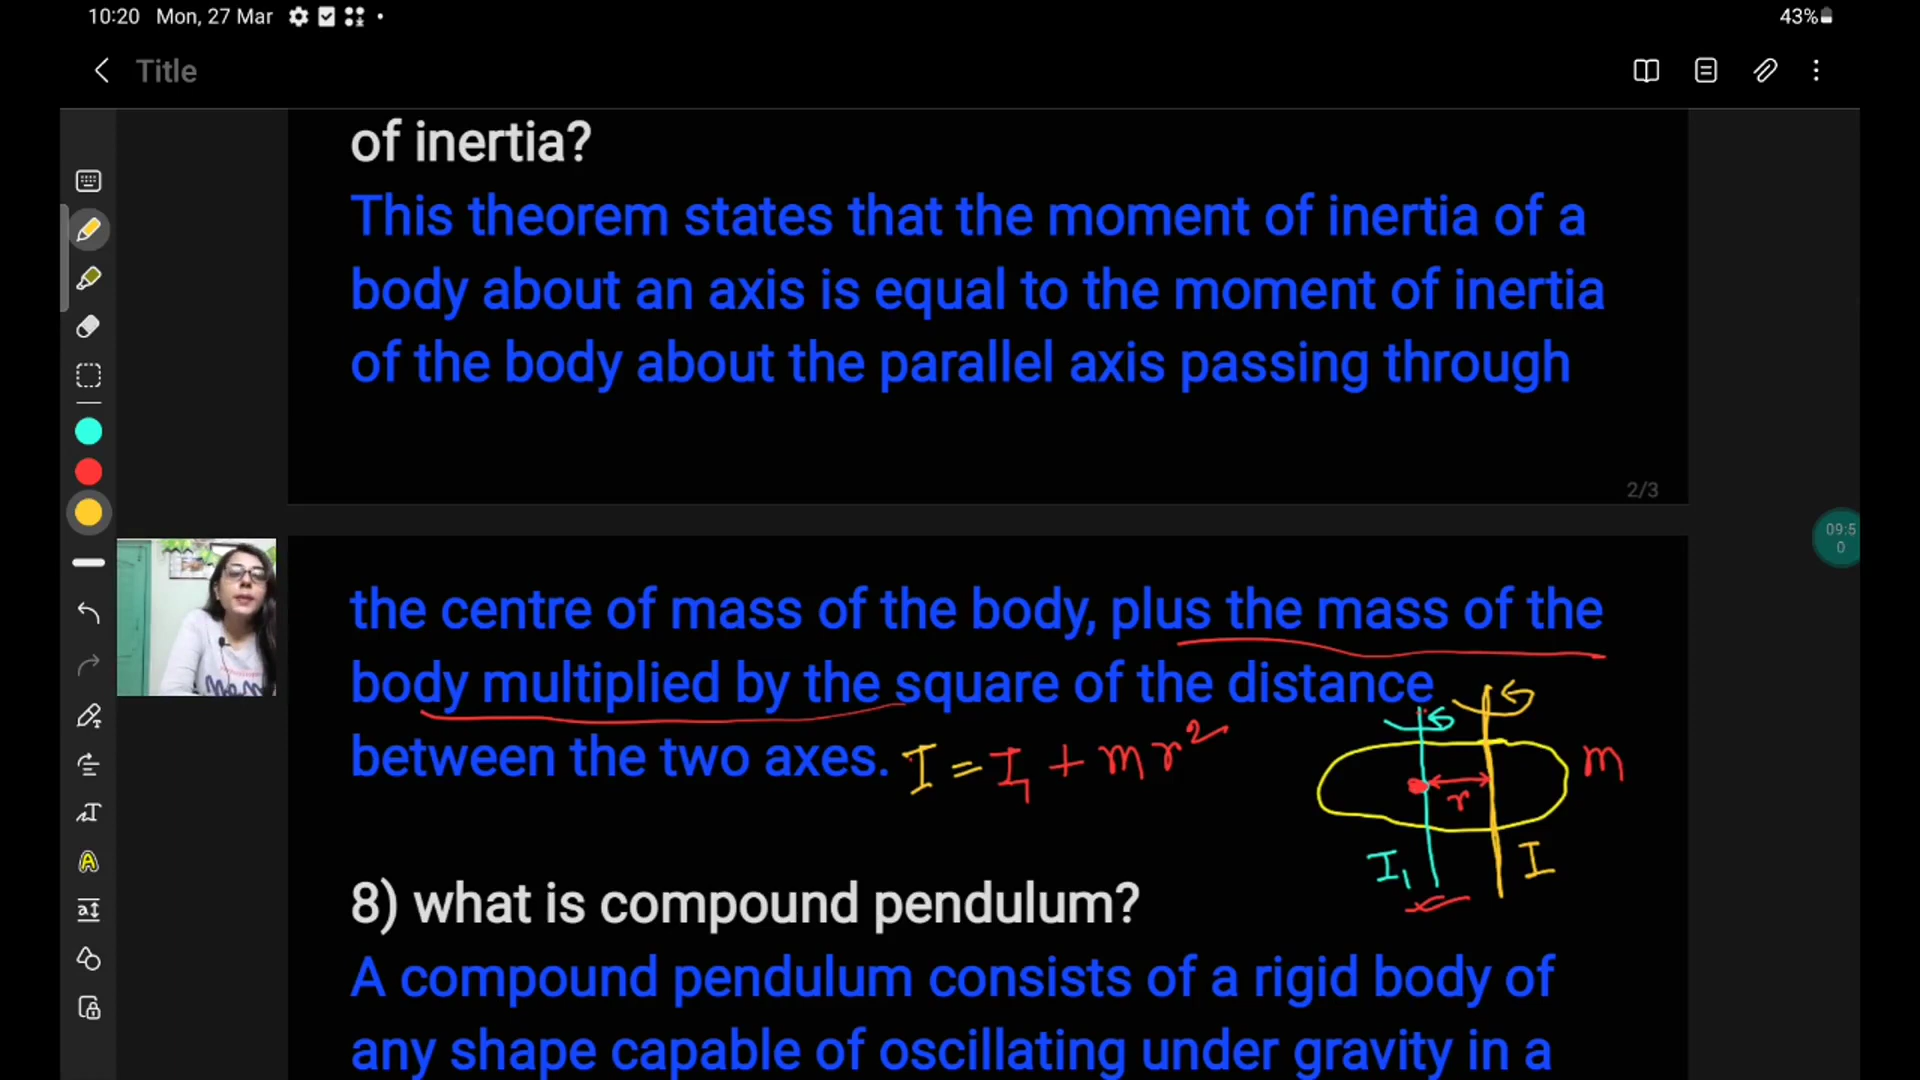 10:20 Mon, 27 Mar
43%
Title
of inertia?
This theorem states that the moment of inertia of a
body about an axis is equal to the moment of inertia
of the body about the parallel axis passing through
2/3
09:5
0
the centre of mass of the body, plus the mass of the
body multiplied by the square of the distance
between the two axes. I = I₁ + mr²
m
r
I₁
I
8) what is compound pendulum?
A compound pendulum consists of a rigid body of
any shape capable of oscillating under gravity in a